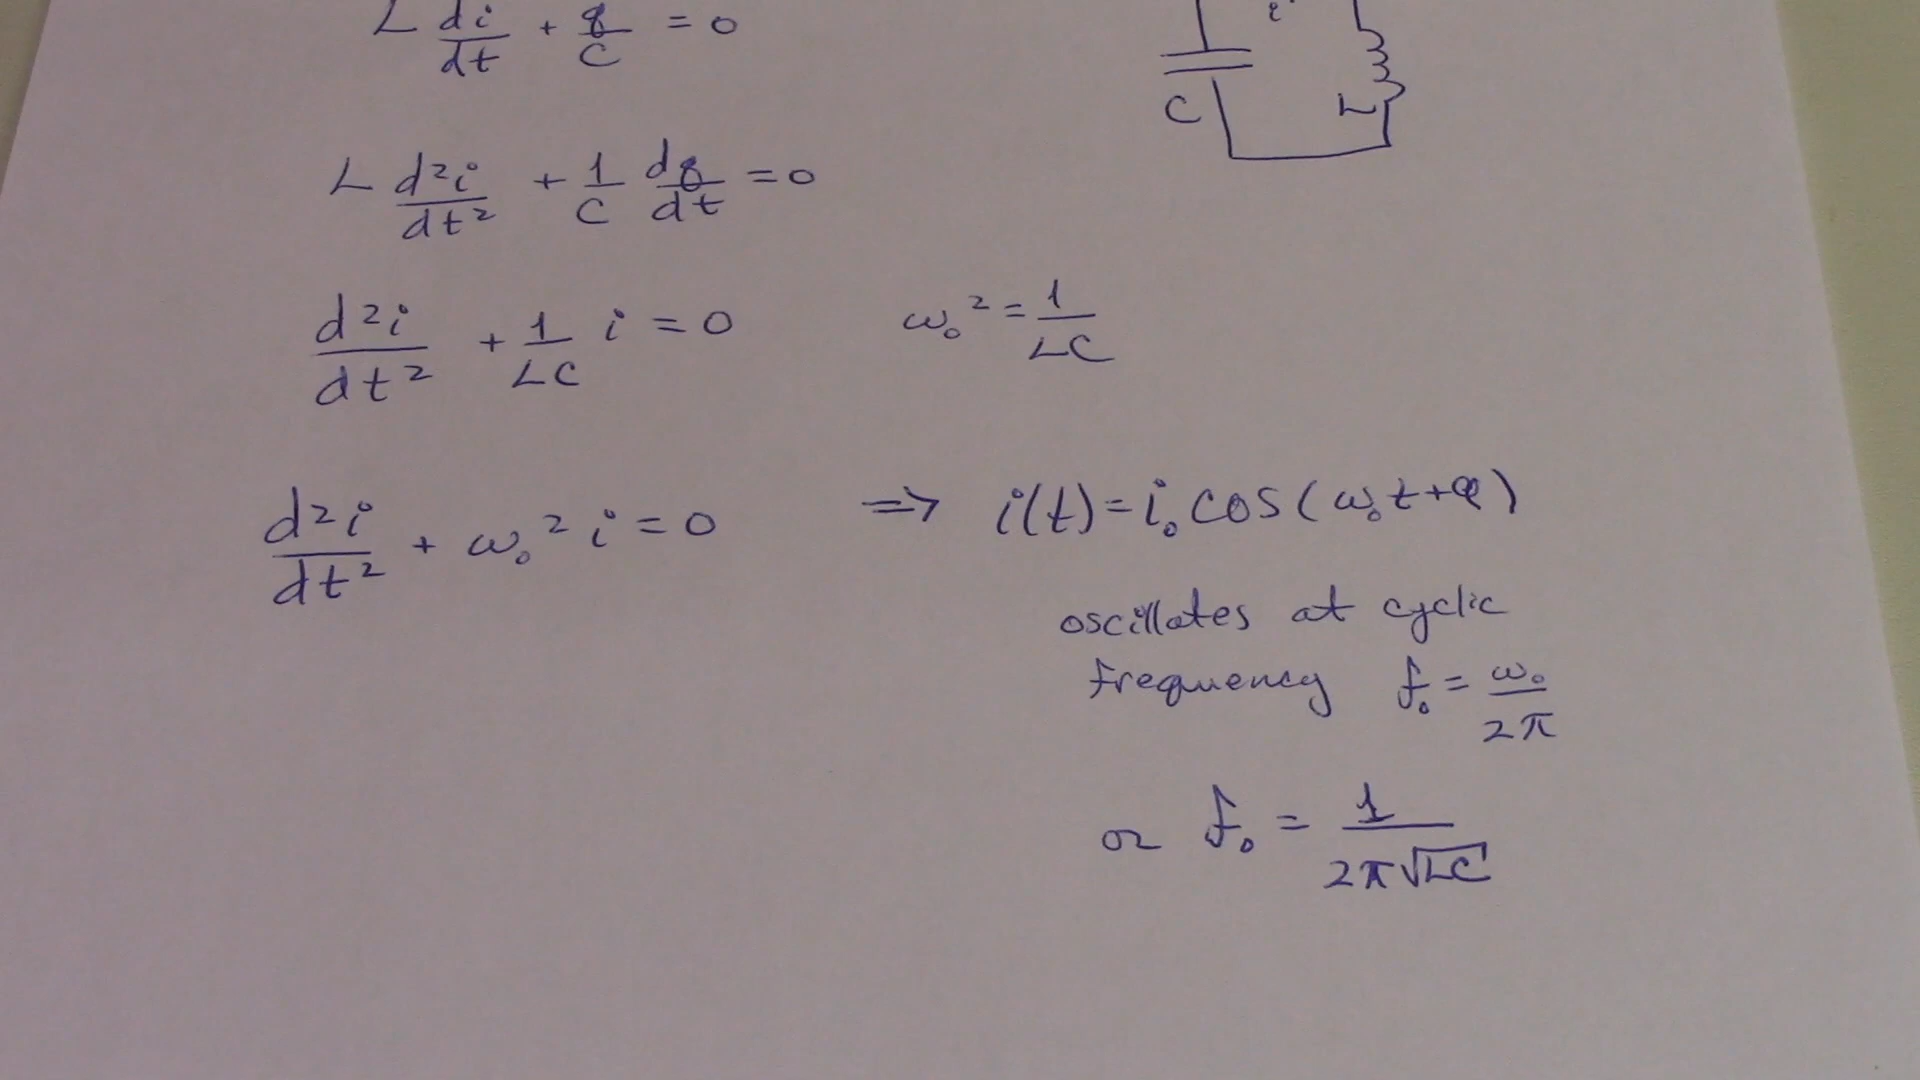 L di/dt + q/C = 0
i
C L
L d²i/dt² + 1/C dq/dt = 0
d²i/dt² + 1/LC i = 0 ω₀² = 1/LC
d²i/dt² + ω₀² i = 0 => i(t) = i₀ cos(ω₀t + φ)
oscillates at cyclic
frequency f₀ = ω₀/2π
or f₀ = 1/2π√LC